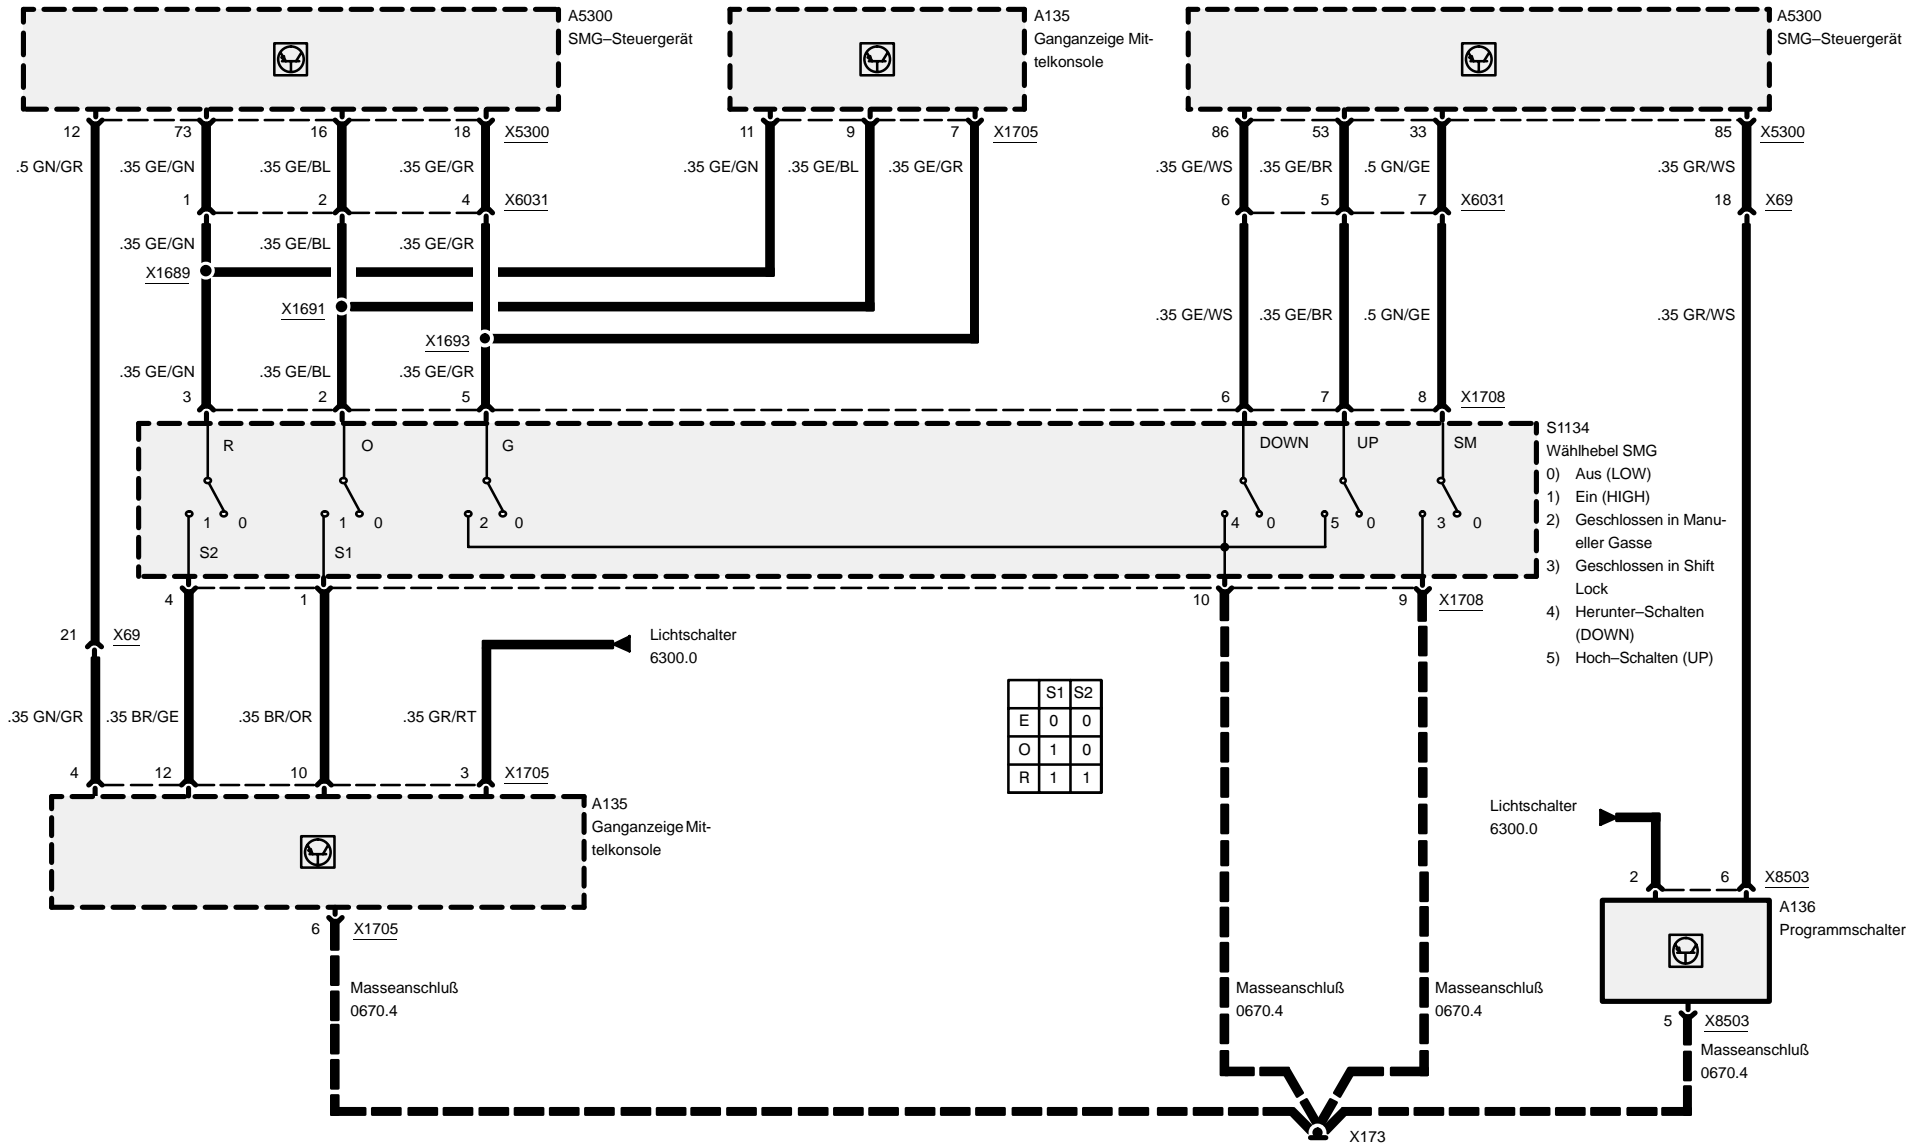 A5300
SMG–Steuergerät
A135
Ganganzeige Mit-
telkonsole
A5300
SMG–Steuergerät
12 73 16 18 X5300
11 9 7 X1705
86 53 33 85 X5300
.5 GN/GR .35 GE/GN .35 GE/BL .35 GE/GR
.35 GE/GN .35 GE/BL .35 GE/GR
.35 GE/WS .35 GE/BR .5 GN/GE .35 GR/WS
1 2 4 X6031
6 5 7 X6031
18 X69
.35 GE/GN .35 GE/BL .35 GE/GR
X1689
X1691
X1693
.35 GE/WS .35 GE/BR .5 GN/GE .35 GR/WS
.35 GE/GN .35 GE/BL .35 GE/GR
3 2 5 6 7 8 X1708
R O G DOWN UP SM
1 0 1 0 2 0 4 0 5 0 3 0
S2 S1
S1134
Wählhebel SMG
0) Aus (LOW)
1) Ein (HIGH)
2) Geschlossen in Manu-
eller Gasse
3) Geschlossen in Shift
Lock
4) Herunter–Schalten
(DOWN)
5) Hoch–Schalten (UP)
4 1 10 9 X1708
21 X69
Lichtschalter
6300.0
S1 S2
E 0 0
O 1 0
R 1 1
.35 GN/GR .35 BR/GE .35 BR/OR .35 GR/RT
4 12 10 3 X1705
A135
Ganganzeige Mit-
telkonsole
Lichtschalter
6300.0
2 6 X8503
A136
Programmschalter
6 X1705
Masseanschluß
0670.4
Masseanschluß
0670.4
Masseanschluß
0670.4
5 X8503
Masseanschluß
0670.4
X173